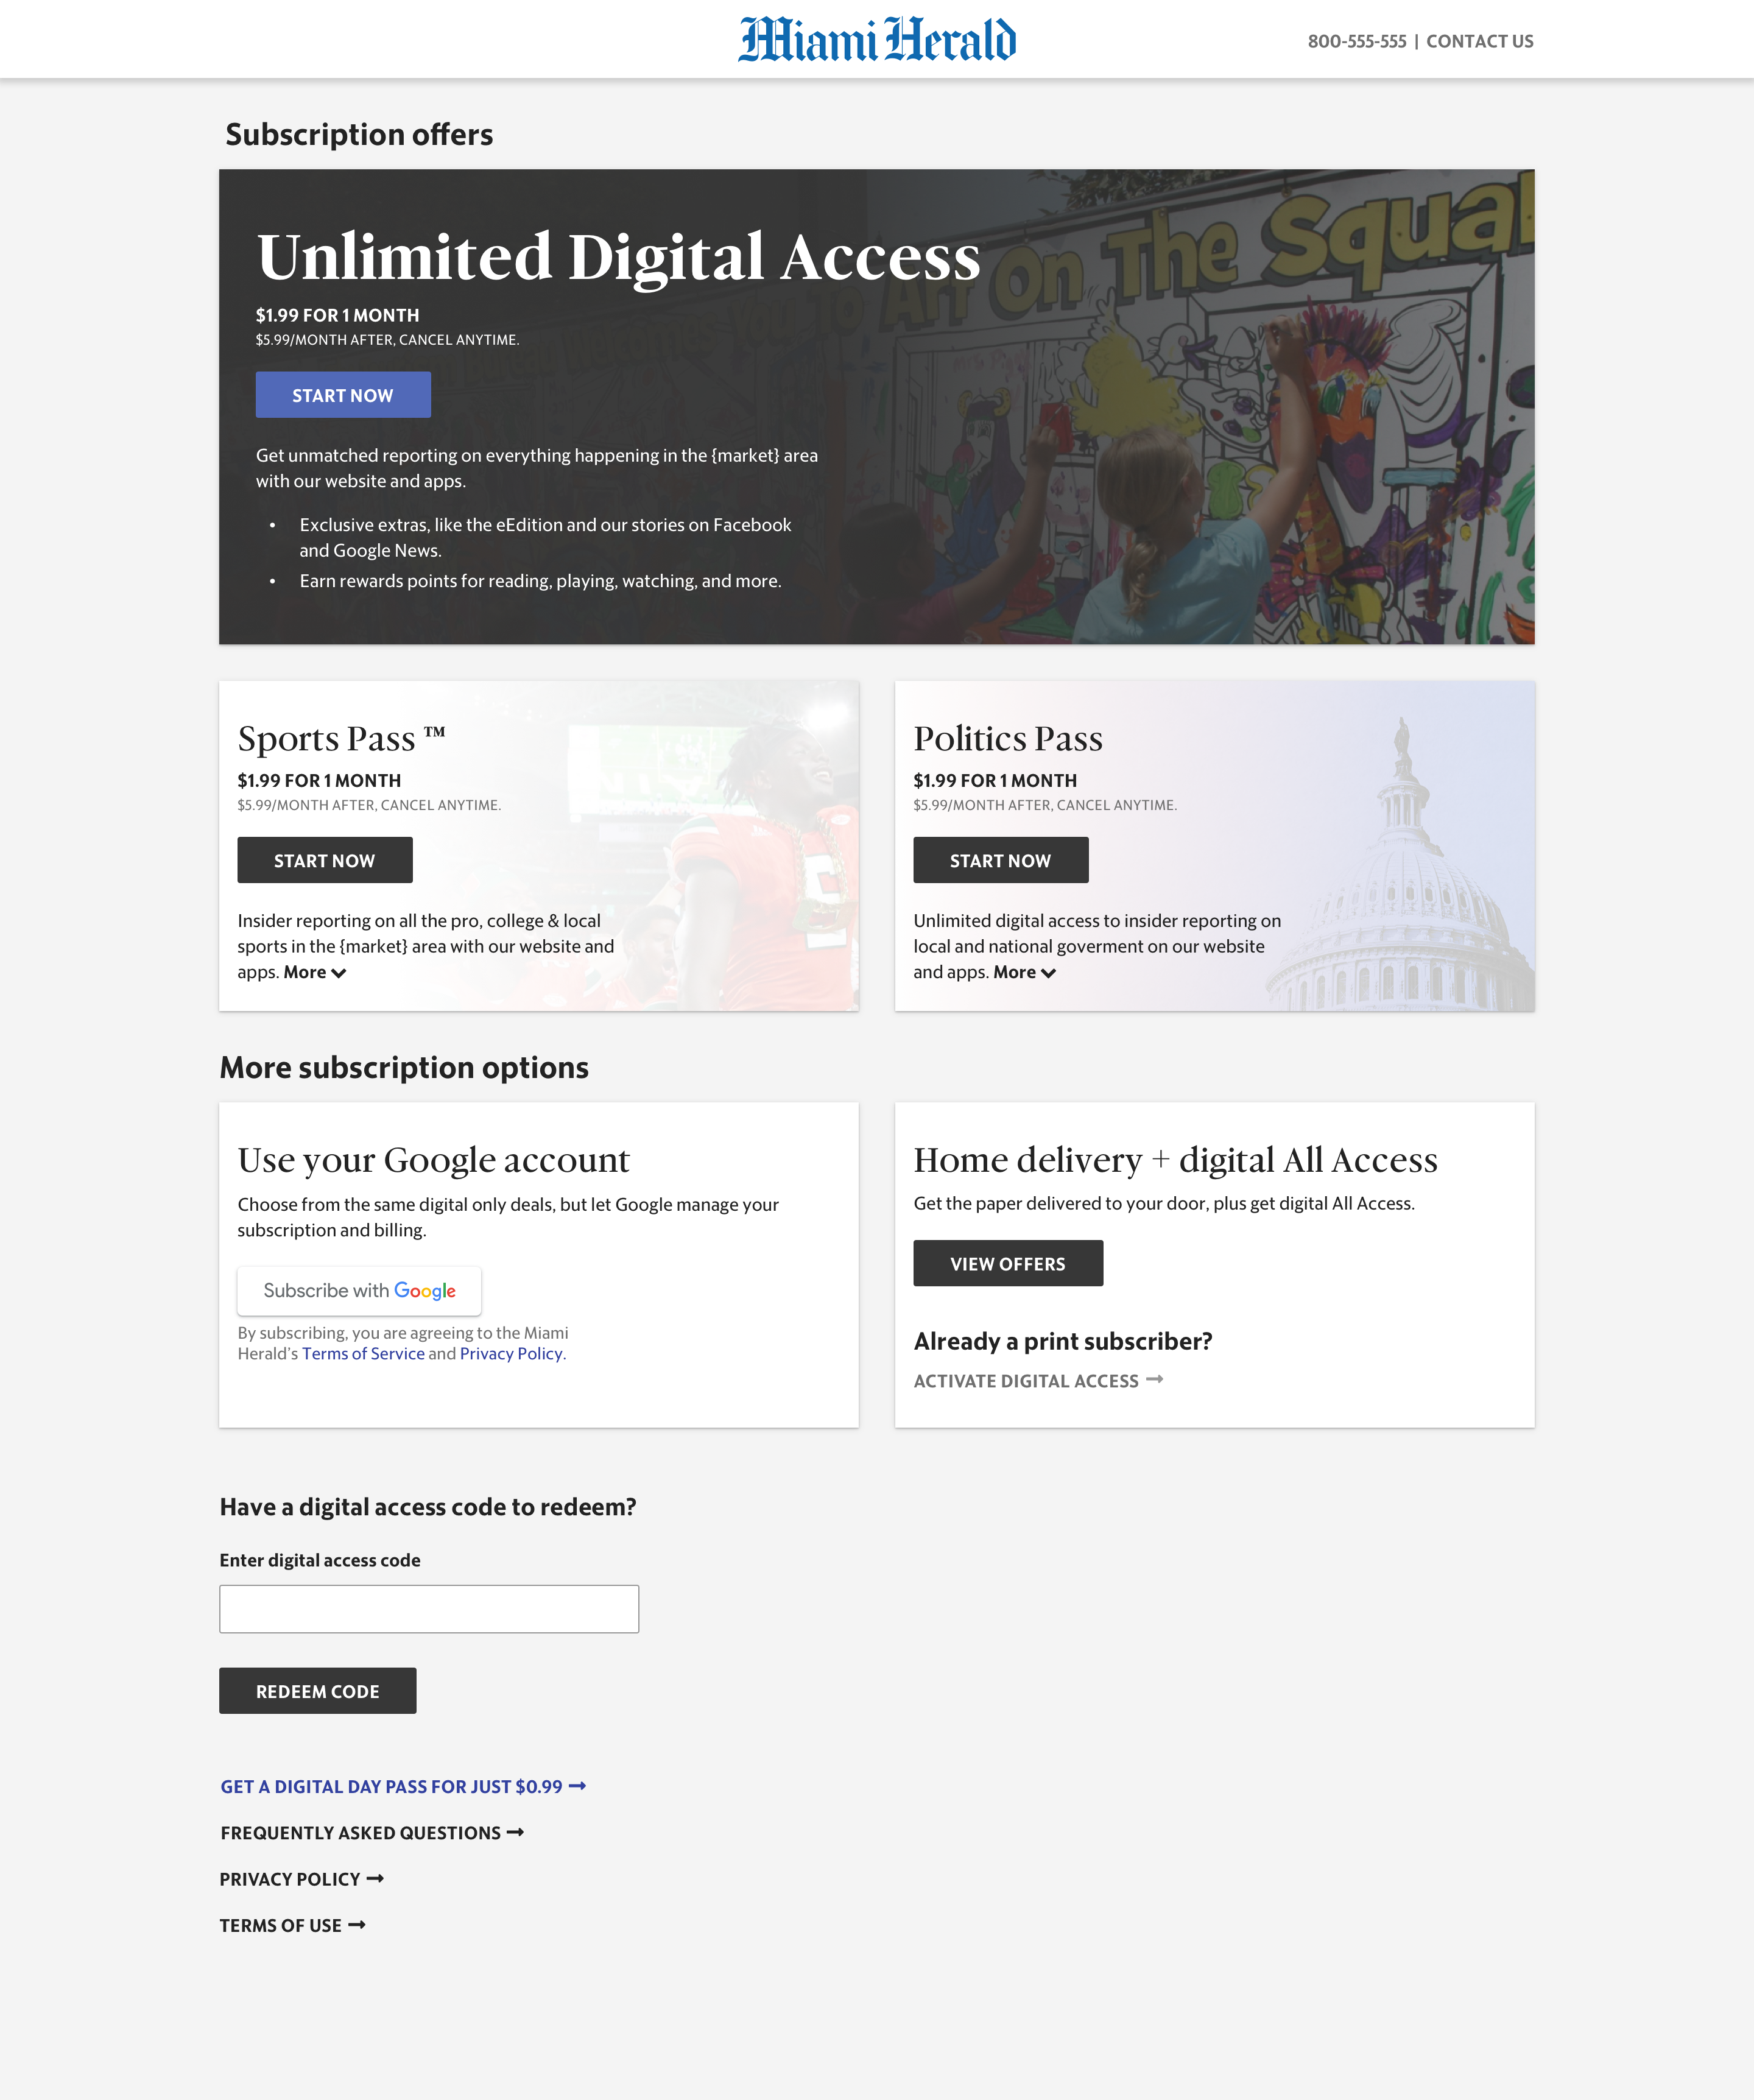 Miami Herald
800-555-555 | CONTACT US
Subscription offers
Unlimited Digital Access
$1.99 FOR 1 MONTH
$5.99/MONTH AFTER, CANCEL ANYTIME.
START NOW
Get unmatched reporting on everything happening in the {market} area
with our website and apps.
• Exclusive extras, like the eEdition and our stories on Facebook
and Google News.
• Earn rewards points for reading, playing, watching, and more.
Welcomes You To Art On The Squar
Sports Pass ™
$1.99 FOR 1 MONTH
$5.99/MONTH AFTER, CANCEL ANYTIME.
START NOW
Insider reporting on all the pro, college & local
sports in the {market} area with our website and
apps. More
Politics Pass
$1.99 FOR 1 MONTH
$5.99/MONTH AFTER, CANCEL ANYTIME.
START NOW
Unlimited digital access to insider reporting on
local and national goverment on our website
and apps. More
More subscription options
Use your Google account
Choose from the same digital only deals, but let Google manage your
subscription and billing.
Subscribe with Google
By subscribing, you are agreeing to the Miami
Herald's Terms of Service and Privacy Policy.
Home delivery + digital All Access
Get the paper delivered to your door, plus get digital All Access.
VIEW OFFERS
Already a print subscriber?
ACTIVATE DIGITAL ACCESS →
Have a digital access code to redeem?
Enter digital access code
REDEEM CODE
GET A DIGITAL DAY PASS FOR JUST $0.99 →
FREQUENTLY ASKED QUESTIONS →
PRIVACY POLICY →
TERMS OF USE →